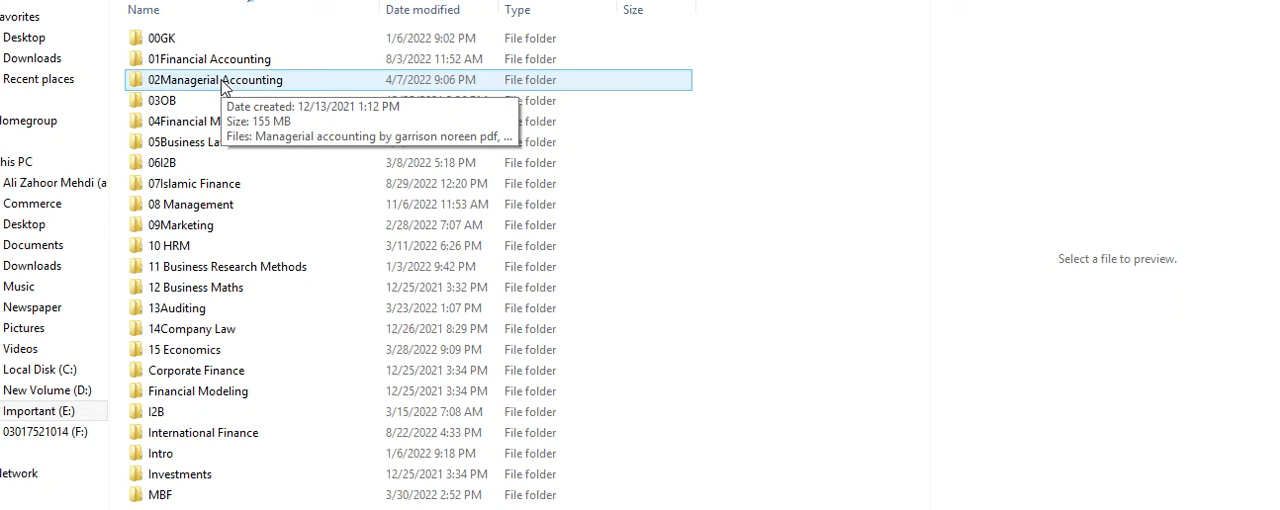 avorites
Desktop
Downloads
Recent places
omegroup
his PC
Ali Zahoor Mehdi (a
Commerce
Desktop
Documents
Downloads
Music
Newspaper
Pictures
Videos
Local Disk (C:)
New Volume (D:)
Important (E:)
03017521014 (F:)
etwork
Name Date modified Type Size
00GK 1/6/2022 9:02 PM File folder
01Financial Accounting 8/3/2022 11:52 AM File folder
02Managerial Accounting 4/7/2022 9:06 PM File folder
03OB
Date created: 12/13/2021 1:12 PM
Size: 155 MB
Files: Managerial accounting by garrison noreen pdf, ...
04Financial M File folder
05Business La
06I2B 3/8/2022 5:18 PM File folder
07Islamic Finance 8/29/2022 12:20 PM File folder
08 Management 11/6/2022 11:53 AM File folder
09Marketing 2/28/2022 7:07 AM File folder
10 HRM 3/11/2022 6:26 PM File folder
11 Business Research Methods 1/3/2022 9:42 PM File folder
12 Business Maths 12/25/2021 3:32 PM File folder
13Auditing 3/23/2022 1:07 PM File folder
14Company Law 12/26/2021 8:29 PM File folder
15 Economics 3/28/2022 9:09 PM File folder
Corporate Finance 12/25/2021 3:34 PM File folder
Financial Modeling 12/25/2021 3:34 PM File folder
I2B 3/15/2022 7:08 AM File folder
International Finance 8/22/2022 4:33 PM File folder
Intro 1/6/2022 9:18 PM File folder
Investments 12/25/2021 3:34 PM File folder
MBF 3/30/2022 2:52 PM File folder
Select a file to preview.